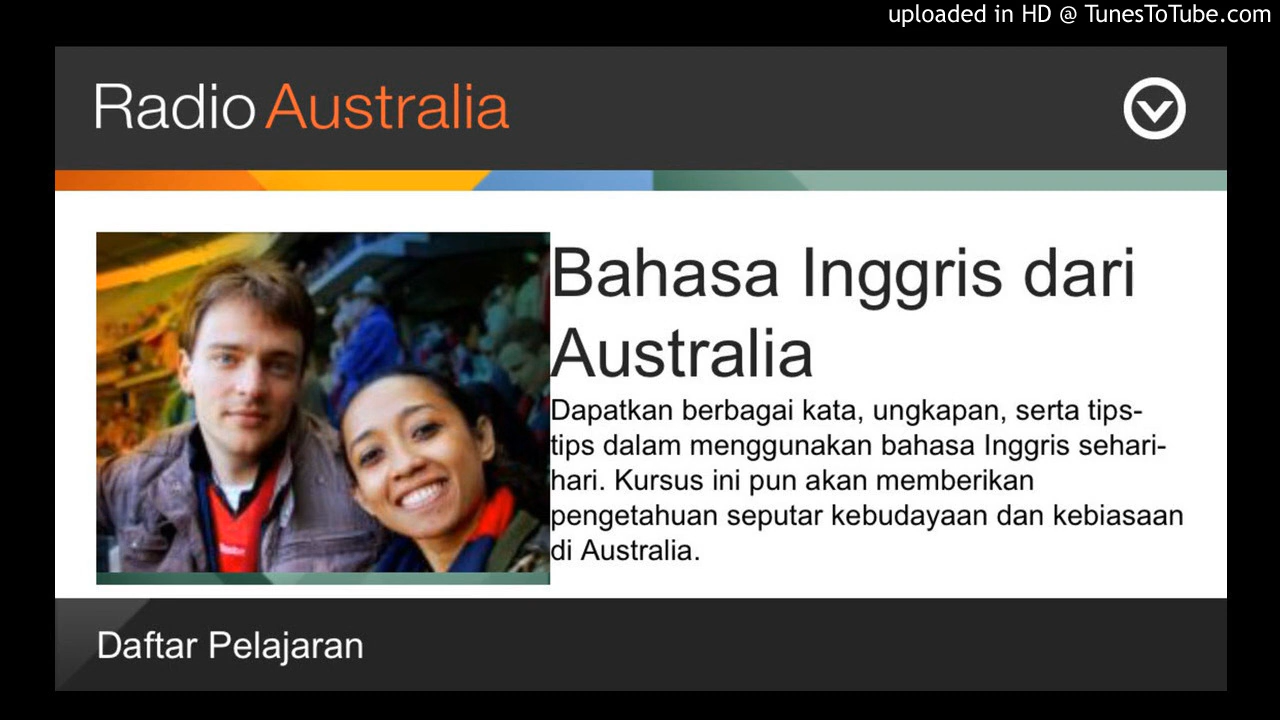 uploaded in HD @ TunesToTube.com
Radio Australia
Bahasa Inggris dari
Australia
Dapatkan berbagai kata, ungkapan, serta tips-
tips dalam menggunakan bahasa Inggris sehari-
hari. Kursus ini pun akan memberikan
pengetahuan seputar kebudayaan dan kebiasaan
di Australia.
Daftar Pelajaran